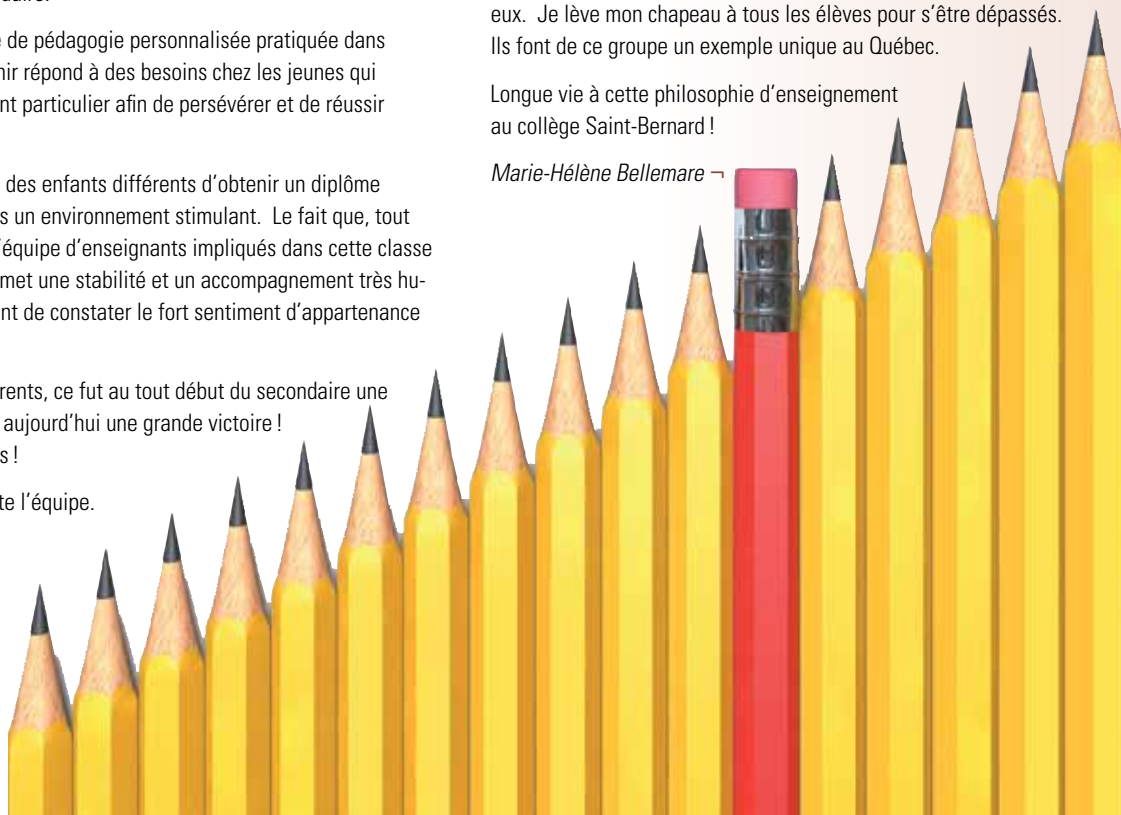 e de pédagogie personnalisée pratiquée dans
nir répond à des besoins chez les jeunes qui
nt particulier afin de persévérer et de réussir
des enfants différents d'obtenir un diplôme
s un environnement stimulant. Le fait que, tout
'équipe d'enseignants impliqués dans cette classe
met une stabilité et un accompagnement très hu-
nt de constater le fort sentiment d'appartenance
rents, ce fut au tout début du secondaire une
aujourd'hui une grande victoire !
s !
te l'équipe.
eux. Je lève mon chapeau à tous les élèves pour s'être dépassés.
Ils font de ce groupe un exemple unique au Québec.
Longue vie à cette philosophie d'enseignement
au collège Saint-Bernard !
Marie-Hélène Bellemare ¬